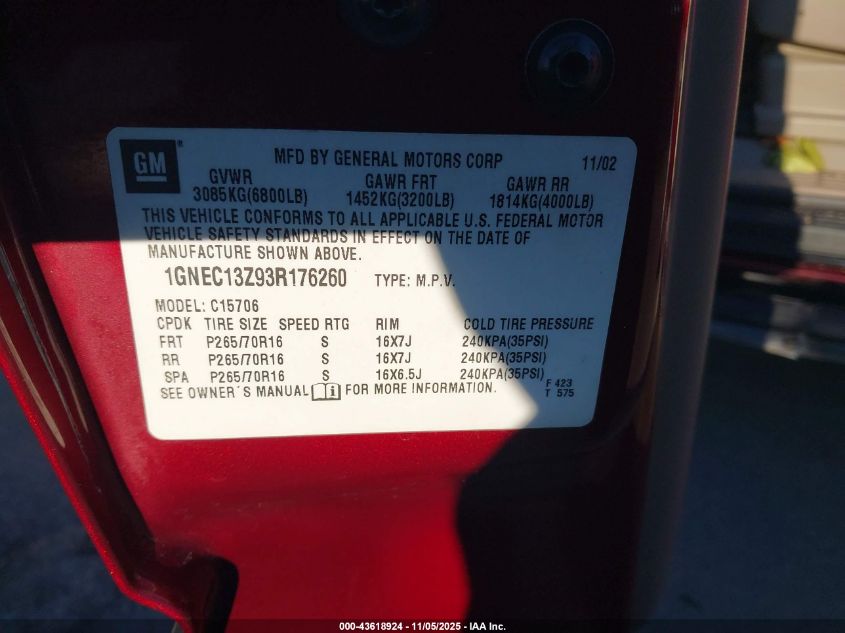 GM ® MFD BY GENERAL MOTORS CORP 11/02
GVWR GAWR FRT GAWR RR
3085KG(6800LB) 1452KG(3200LB) 1814KG(4000LB)
THIS VEHICLE CONFORMS TO ALL APPLICABLE U.S. FEDERAL MOTOR
VEHICLE SAFETY STANDARDS IN EFFECT ON THE DATE OF
MANUFACTURE SHOWN ABOVE.
1GNEC13Z93R176260 TYPE: M.P.V.
MODEL: C15706
CPDK TIRE SIZE SPEED RTG RIM COLD TIRE PRESSURE
FRT P265/70R16 S 16X7J 240KPA(35PSI)
RR P265/70R16 S 16X7J 240KPA(35PSI)
SPA P265/70R16 S 16X6.5J 240KPA(35PSI)
SEE OWNER´S MANUAL i FOR MORE INFORMATION.
F 423
T 575
000-43618924 - 11/05/2025 - IAA Inc.